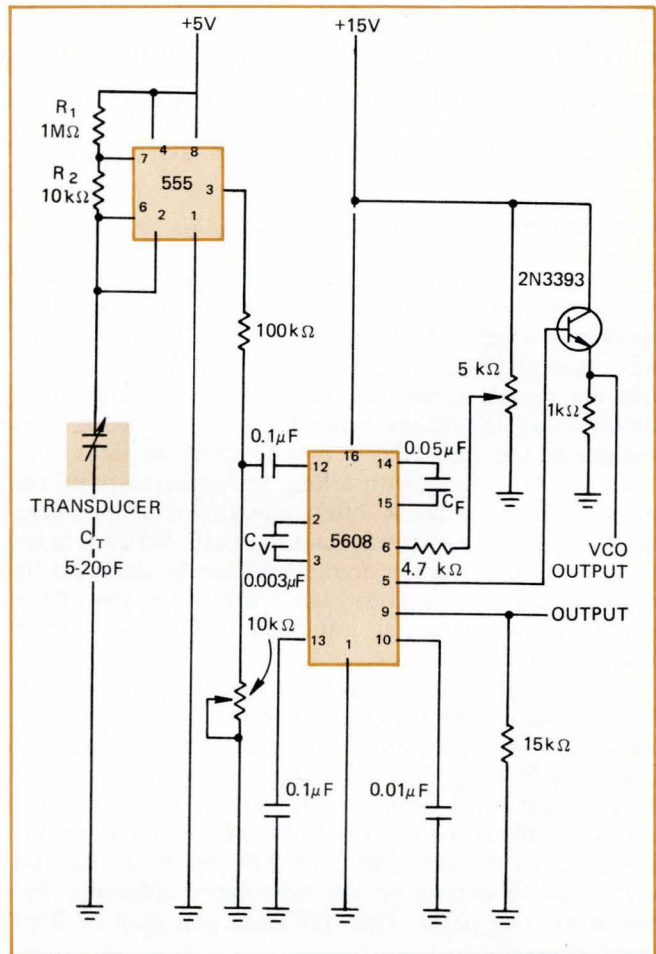 +5V
+15V
R1
1MΩ
R2
10kΩ
7
4
8
555
3
6
2
1
2N3393
100kΩ
5 kΩ
1kΩ
0.1μF
0.05μF
TRANSDUCER
CT
5-20pF
12
16
14
CF
15
2
5608
6
CV
3
4.7 kΩ
VCO
OUTPUT
0.003μF
5
9
OUTPUT
10kΩ
13
1
10
15kΩ
0.1μF
0.01μF